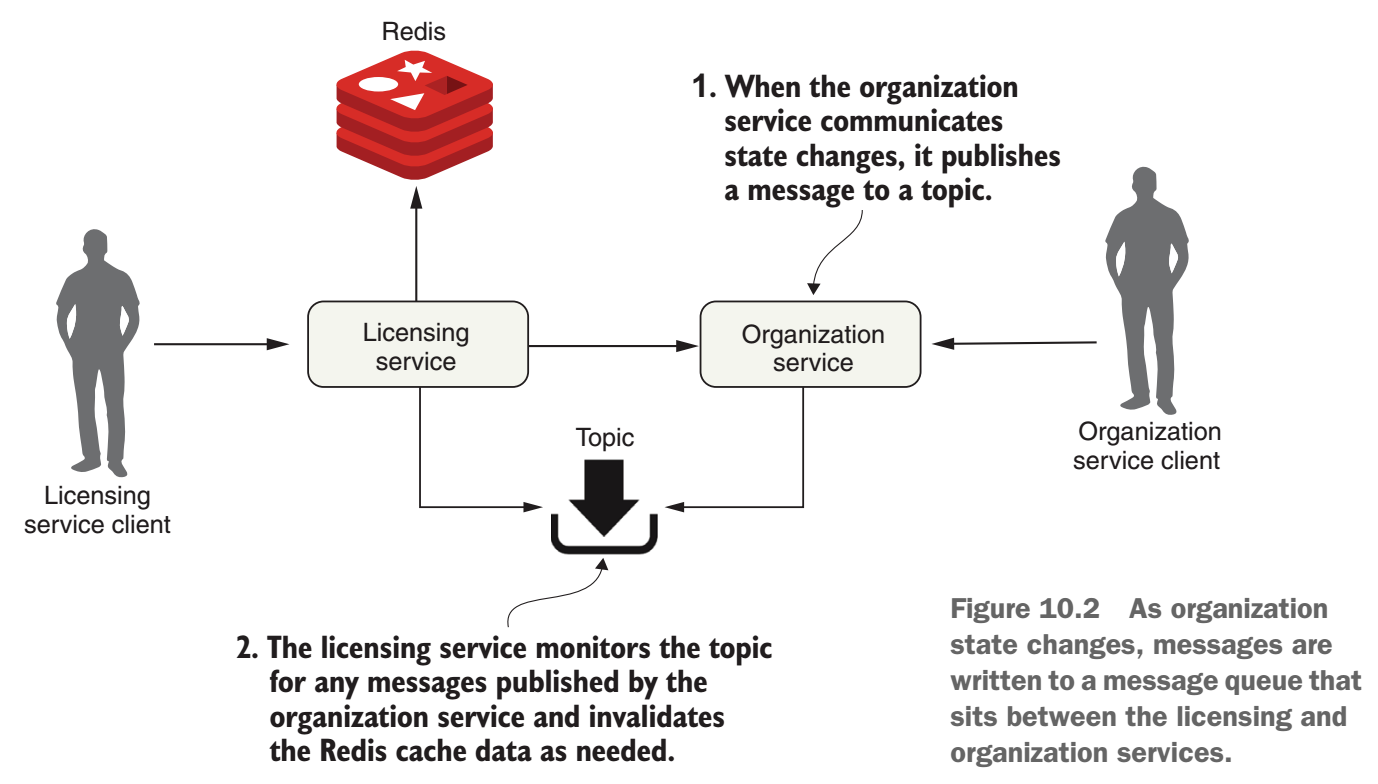 Redis
1. When the organization
service communicates
state changes, it publishes
a message to a topic.
Licensing
service
Organization
service
Topic
Licensing
service client
Organization
service client
2. The licensing service monitors the topic
for any messages published by the
organization service and invalidates
the Redis cache data as needed.
Figure 10.2 As organization
state changes, messages are
written to a message queue that
sits between the licensing and
organization services.